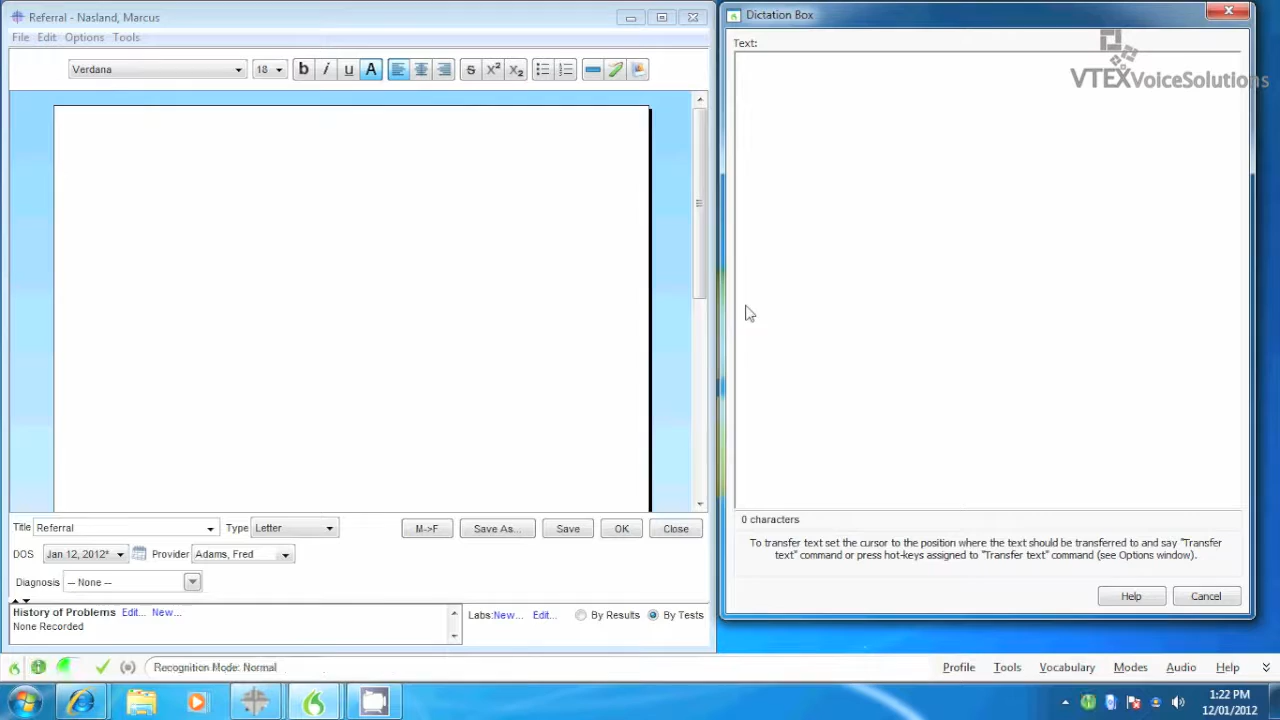 Referral - Nasland, Marcus
File Edit Options Tools
Verdana 18 b i U A S X² X₂
Title Referral Type Letter M->F Save As... Save OK Close
DOS Jan 12, 2012* Provider Adams, Fred
Diagnosis -- None --
History of Problems Edit... New...
None Recorded
Labs: New... Edit... By Results By Tests
Dictation Box
Text:
VTEXVoiceSolutions
0 characters
To transfer text set the cursor to the position where the text should be transferred to and say "Transfer
text" command or press hot-keys assigned to "Transfer text" command (see Options window).
Help Cancel
Recognition Mode: Normal Profile Tools Vocabulary Modes Audio Help
1:22 PM
12/01/2012